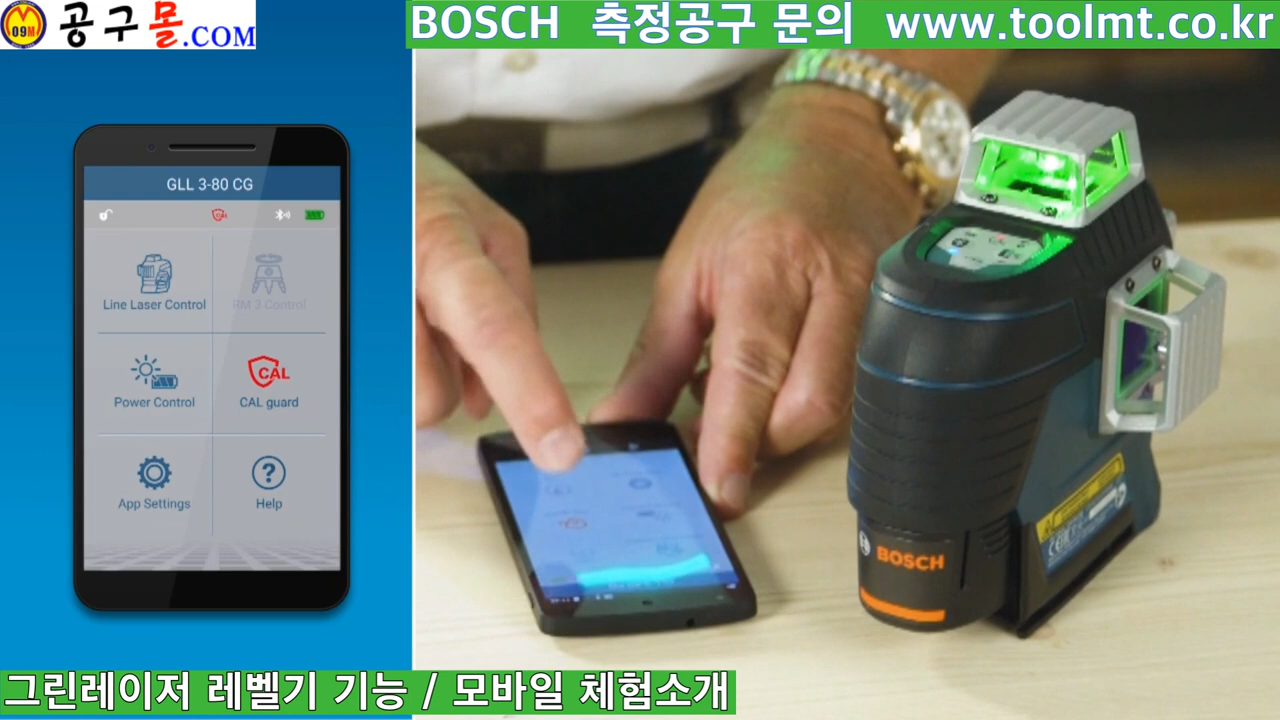 09M 공구몰.COM
BOSCH 측정공구 문의 www.toolmt.co.kr
GLL 3-80 CG
CAL
Line Laser Control
RM 3 Control
CAL
Power Control
CAL guard
App Settings
?
Help
BOSCH
그린레이저 레벨기 기능 / 모바일 체험소개